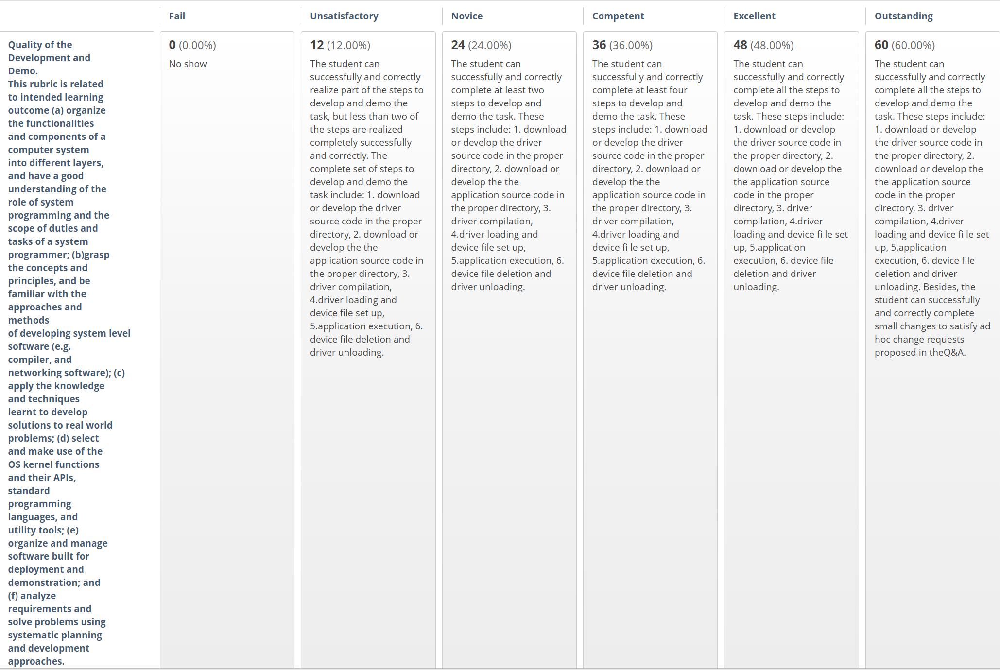 Fail
Unsatisfactory
Novice
Competent
Excellent
Outstanding
Quality of the
Development and
Demo.
This rubric is related
to intended learning
outcome (a) organize
the functionalities
and components of a
computer system
into different layers,
and have a good
understanding of the
role of system
programming and the
scope of duties and
tasks of a system
programmer; (b)grasp
the concepts and
principles, and be
familiar with the
approaches and
methods
of developing system level
software (e.g.
compiler, and
networking software); (c)
apply the knowledge
and techniques
learnt to develop
solutions to real world
problems; (d) select
and make use of the
OS kernel functions
and their APIs,
standard
programming
languages, and
utility tools; (e)
organize and manage
software built for
deployment and
demonstration; and
(f) analyze
requirements and
solve problems using
systematic planning
and development
approaches.
0 (0.00%)
No show
12 (12.00%)
The student can
successfully and correctly
realize part of the steps to
develop and demo the
task, but less than two of
the steps are realized
completely successfully
and correctly. The
complete set of steps to
develop and demo the
task include: 1. download
or develop the driver
source code in the proper
directory, 2. download or
develop the the
application source code in
the proper directory, 3.
driver compilation,
4.driver loading and
device file set up,
5.application execution, 6.
device file deletion and
driver unloading.
24 (24.00%)
The student can
successfully and correctly
complete at least two
steps to develop and
demo the task. These
steps include: 1. download
or develop the driver
source code in the proper
directory, 2. download or
develop the the
application source code in
the proper directory, 3.
driver compilation,
4.driver loading and
device file set up,
5.application execution, 6.
device file deletion and
driver unloading.
36 (36.00%)
The student can
successfully and correctly
complete at least four
steps to develop and
demo the task. These
steps include: 1. download
or develop the driver
source code in the proper
directory, 2. download or
develop the the
application source code in
the proper directory, 3.
driver compilation,
4.driver loading and
device fi le set up,
5.application execution, 6.
device file deletion and
driver unloading.
48 (48.00%)
The student can
successfully and correctly
complete all the steps to
develop and demo the
task. These steps include:
1. download or develop
the driver source code in
the proper directory, 2.
download or develop the
the application source
code in the proper
directory, 3. driver
compilation, 4.driver
loading and device fi le set
up, 5.application
execution, 6. device file
deletion and driver
unloading.
60 (60.00%)
The student can
successfully and correctly
complete all the steps to
develop and demo the
task. These steps include:
1. download or develop
the driver source code in
the proper directory, 2.
download or develop the
the application source
code in the proper
directory, 3. driver
compilation, 4.driver
loading and device fi le set
up, 5.application
execution, 6. device file
deletion and driver
unloading. Besides, the
student can successfully
and correctly complete
small changes to satisfy ad
hoc change requests
proposed in theQ&A.